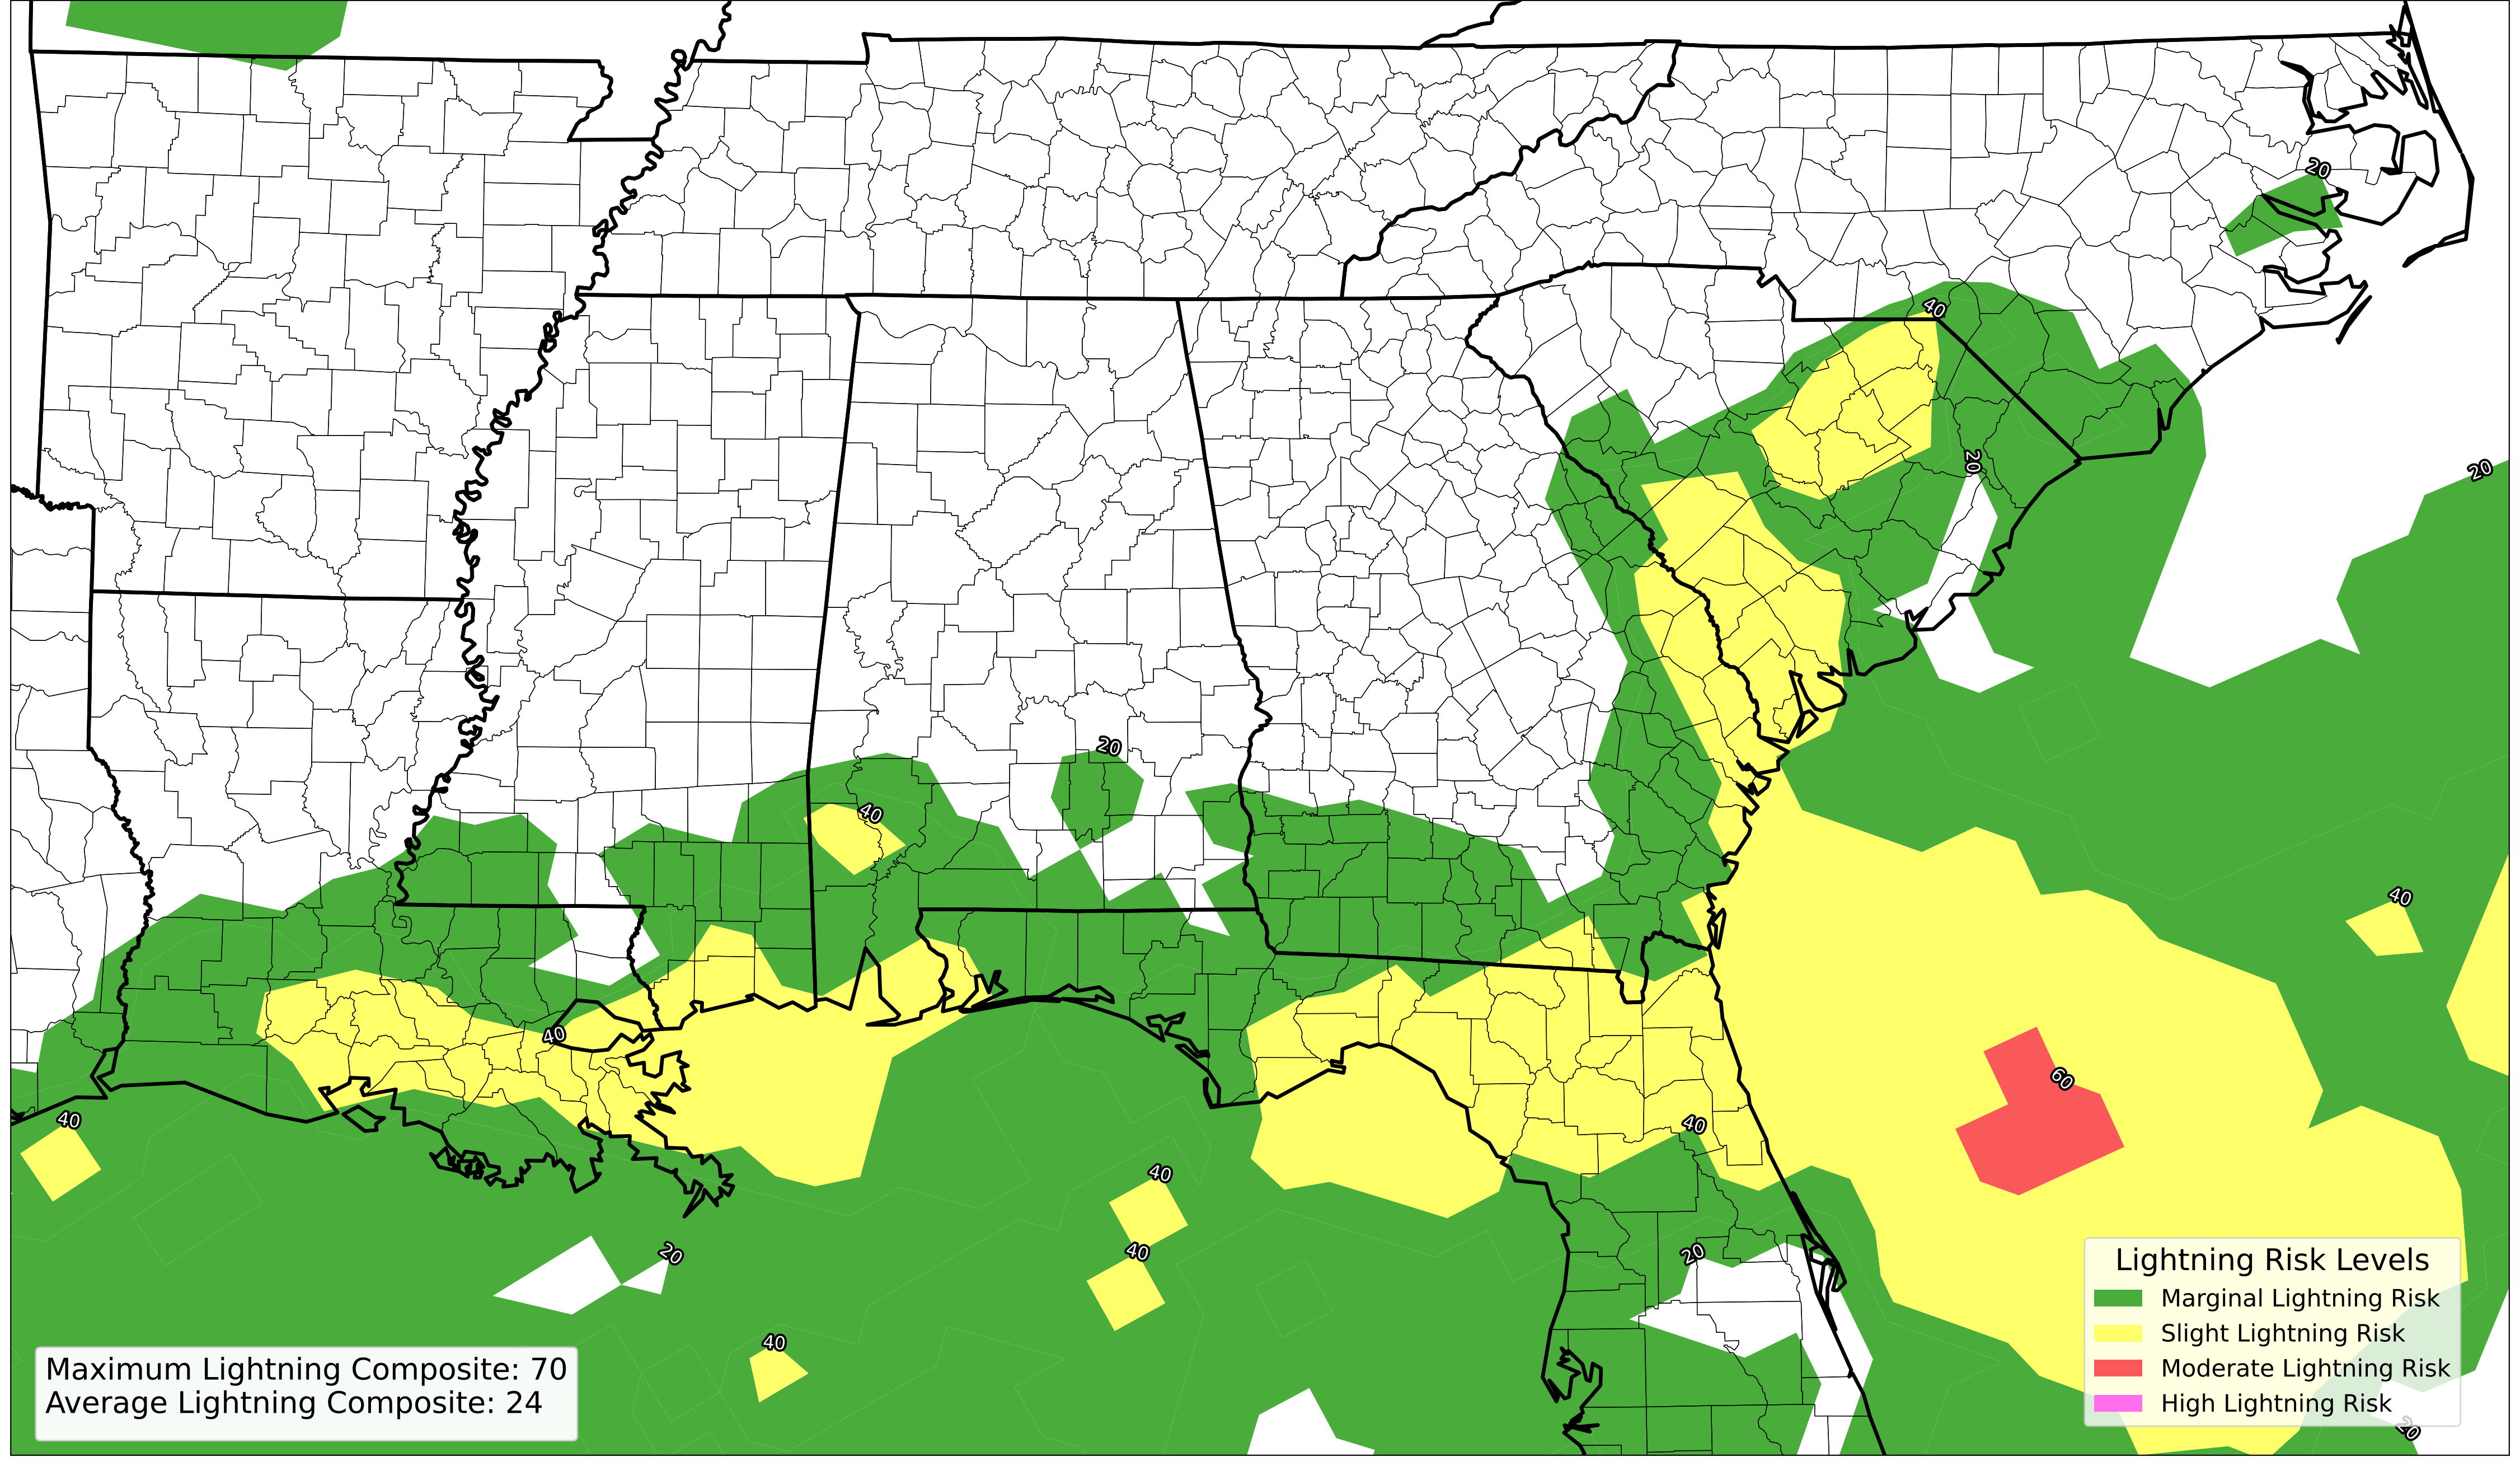 20
40
20
20
20
40
40
40
40
60
40
40
40
20
20
40
40
Lightning Risk Levels
Marginal Lightning Risk
Slight Lightning Risk
Moderate Lightning Risk
High Lightning Risk
Maximum Lightning Composite: 70
Average Lightning Composite: 24
20